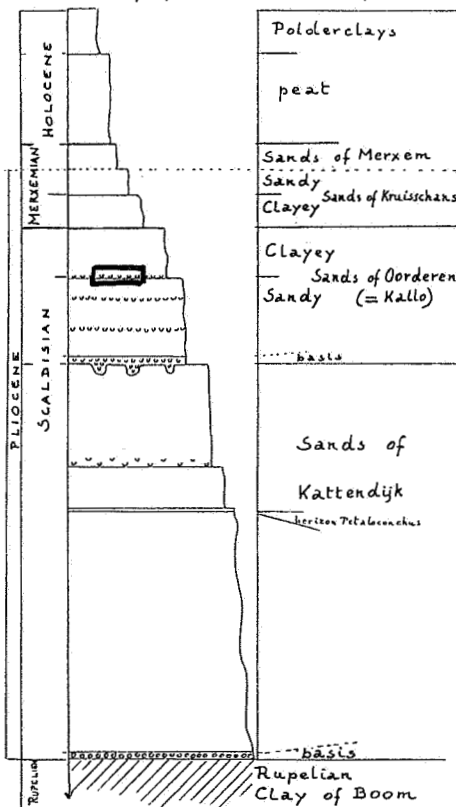 HOLOCENE
MERXEMIAN
SCALDISIAN
PLIOCENE
Polderclays
peat
Sands of Merxem
Sandy
Sands of Kruisschans
Clayey
Clayey
Sands of Oorderen
Sandy (= Kallo)
basis
Sands of
Kattendijk
horizon Petaloconchus
basis
Rupelian
Clay of Boom